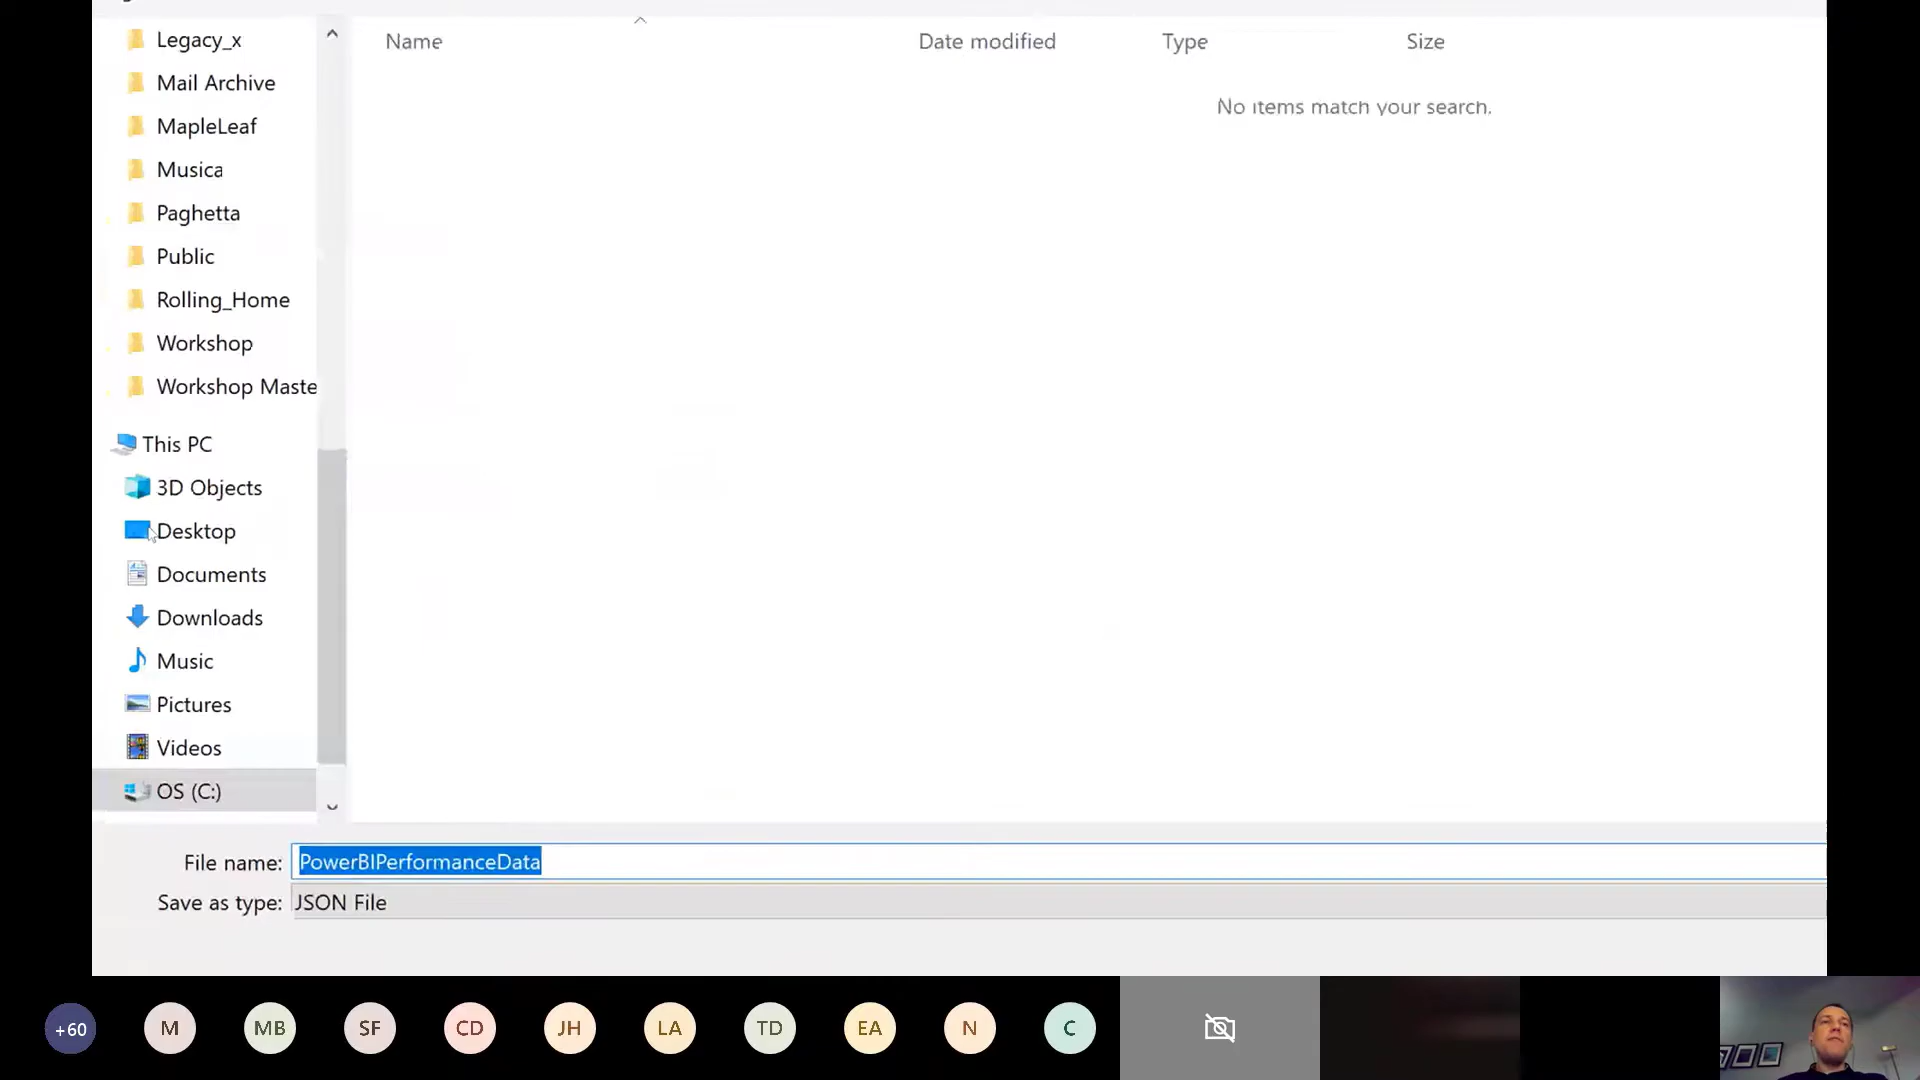 Legacy_x
Mail Archive
MapleLeaf
Musica
Paghetta
Public
Rolling_Home
Workshop
Workshop Maste
This PC
3D Objects
Desktop
Documents
Downloads
Music
Pictures
Videos
OS (C:)
Name Date modified Type Size
No items match your search.
File name: PowerBIPerformanceData
Save as type: JSON File
+60 M MB SF CD JH LA TD EA N C